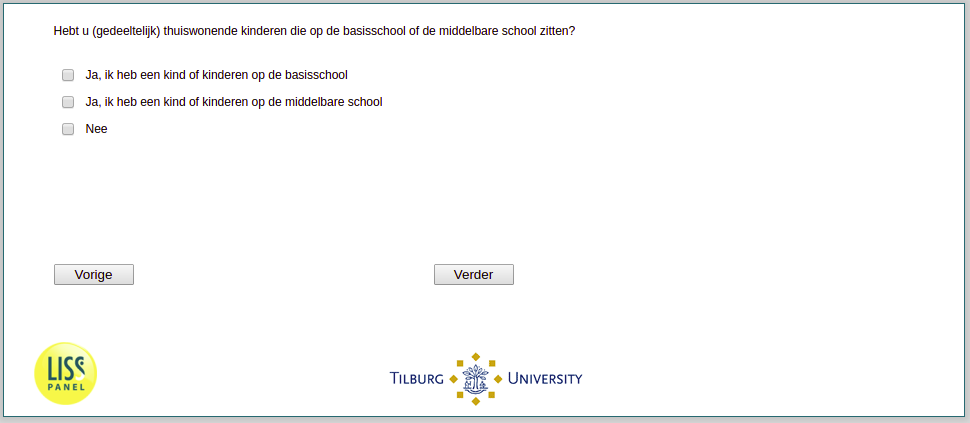 Hebt u (gedeeltelijk) thuiswonende kinderen die op de basisschool of de middelbare school zitten?
Ja, ik heb een kind of kinderen op de basisschool
Ja, ik heb een kind of kinderen op de middelbare school
Nee
Vorige
Verder
LISS
PANEL
TILBURG UNIVERSITY